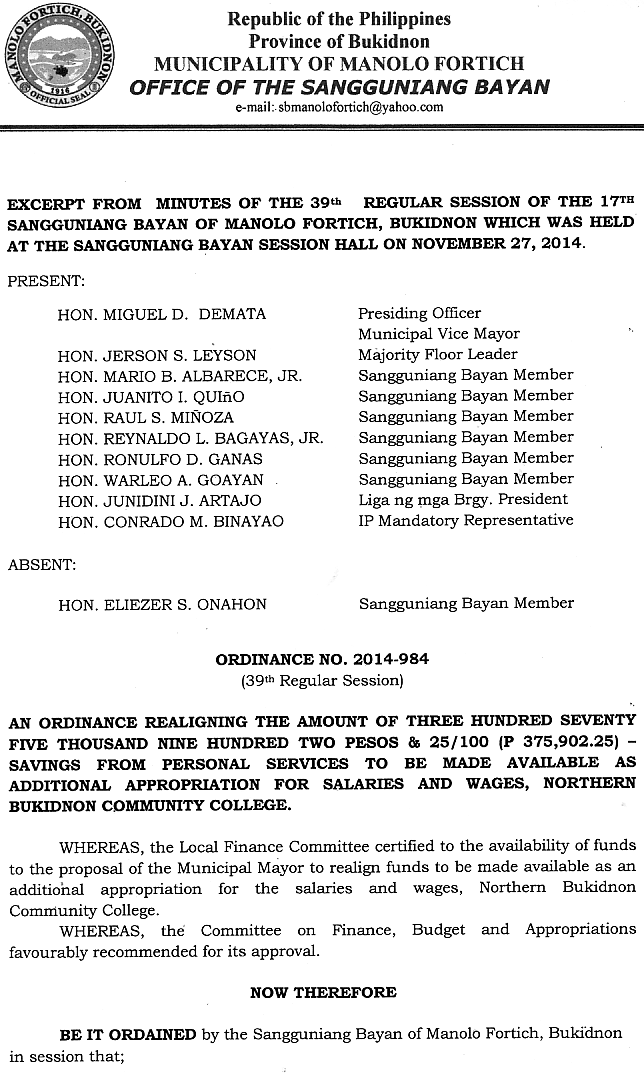 MANOLO FORTICH, BUKIDNON
1916
OFFICIAL SEAL
Republic of the Philippines
Province of Bukidnon
MUNICIPALITY OF MANOLO FORTICH
OFFICE OF THE SANGGUNIANG BAYAN
e-mail: sbmanolofortich@yahoo.com
EXCERPT FROM MINUTES OF THE 39th REGULAR SESSION OF THE 17TH
SANGGUNIANG BAYAN OF MANOLO FORTICH, BUKIDNON WHICH WAS HELD
AT THE SANGGUNIANG BAYAN SESSION HALL ON NOVEMBER 27, 2014.
PRESENT:
HON. MIGUEL D. DEMATA Presiding Officer
Municipal Vice Mayor
HON. JERSON S. LEYSON Majority Floor Leader
HON. MARIO B. ALBARECE, JR. Sangguniang Bayan Member
HON. JUANITO I. QUIñO Sangguniang Bayan Member
HON. RAUL S. MIÑOZA Sangguniang Bayan Member
HON. REYNALDO L. BAGAYAS, JR. Sangguniang Bayan Member
HON. RONULFO D. GANAS Sangguniang Bayan Member
HON. WARLEO A. GOAYAN Sangguniang Bayan Member
HON. JUNIDINI J. ARTAJO Liga ng mga Brgy. President
HON. CONRADO M. BINAYAO IP Mandatory Representative
ABSENT:
HON. ELIEZER S. ONAHON Sangguniang Bayan Member
ORDINANCE NO. 2014-984
(39th Regular Session)
AN ORDINANCE REALIGNING THE AMOUNT OF THREE HUNDRED SEVENTY
FIVE THOUSAND NINE HUNDRED TWO PESOS & 25/100 (P 375,902.25) –
SAVINGS FROM PERSONAL SERVICES TO BE MADE AVAILABLE AS
ADDITIONAL APPROPRIATION FOR SALARIES AND WAGES, NORTHERN
BUKIDNON COMMUNITY COLLEGE.
WHEREAS, the Local Finance Committee certified to the availability of funds
to the proposal of the Municipal Mayor to realign funds to be made available as an
additional appropriation for the salaries and wages, Northern Bukidnon
Community College.
WHEREAS, the Committee on Finance, Budget and Appropriations
favourably recommended for its approval.
NOW THEREFORE
BE IT ORDAINED by the Sangguniang Bayan of Manolo Fortich, Bukidnon
in session that;